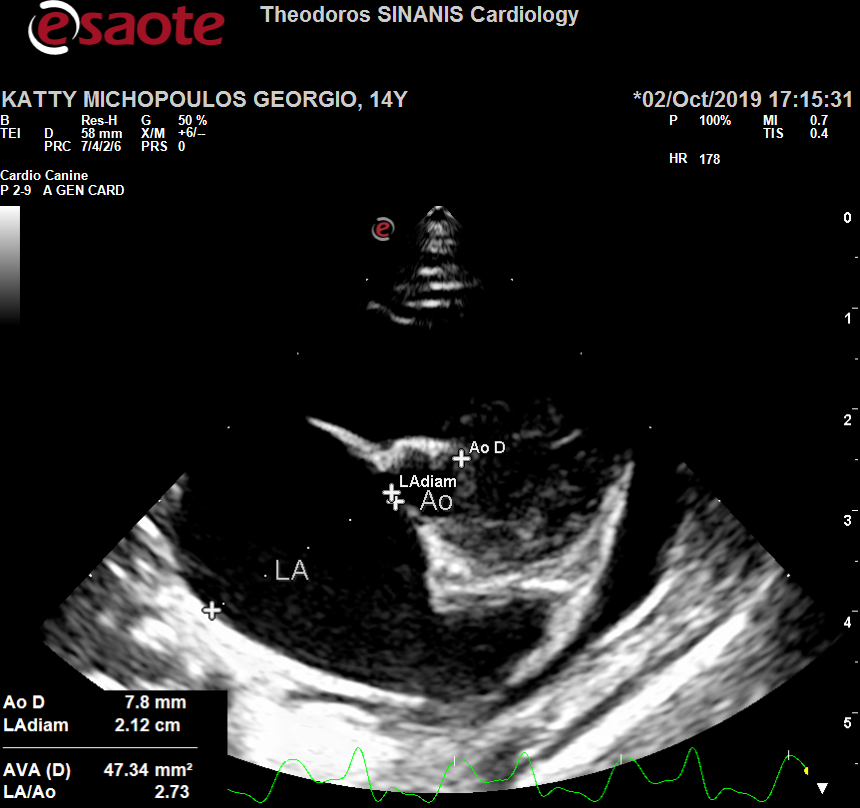 esaote
Theodoros SINANIS Cardiology
KATTY MICHOPOULOS GEORGIO, 14Y *02/Oct/2019 17:15:31
B Res-H G 50 % P 100% MI 0.7
TEI D 58 mm X/M +6/-- TIS 0.4
PRC 7/4/2/6 PRS 0
HR 178
Cardio Canine
P 2-9 A GEN CARD
e
0
1
2
Ao D
LAdiam
Ao
3
LA
4
Ao D 7.8 mm
LAdiam 2.12 cm
5
AVA (D) 47.34 mm²
LA/Ao 2.73